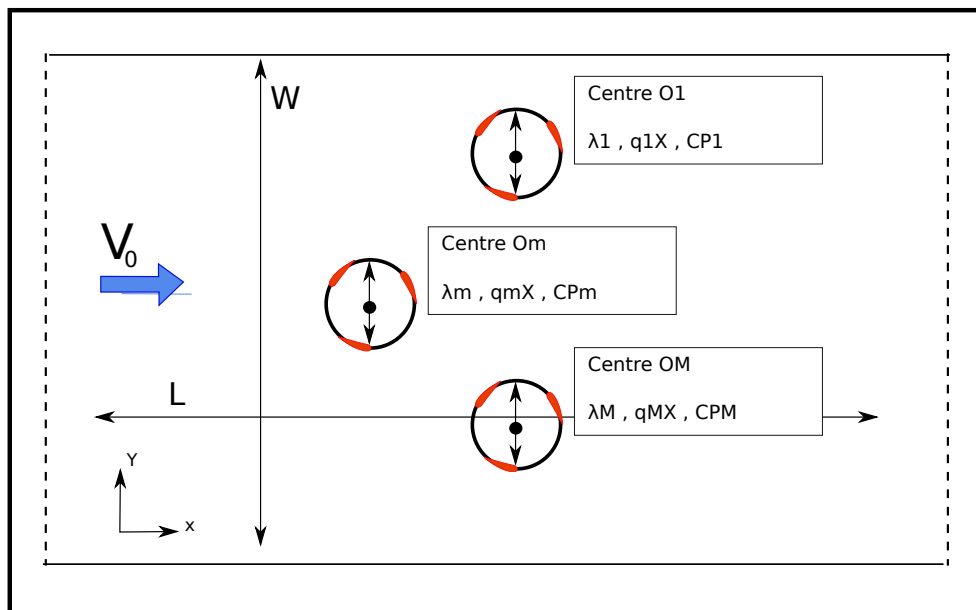 W
Centre O1
λ1 , q1X , CP1
V0
Centre Om
λm , qmX , CPm
Centre OM
λM , qMX , CPM
L
Y
x